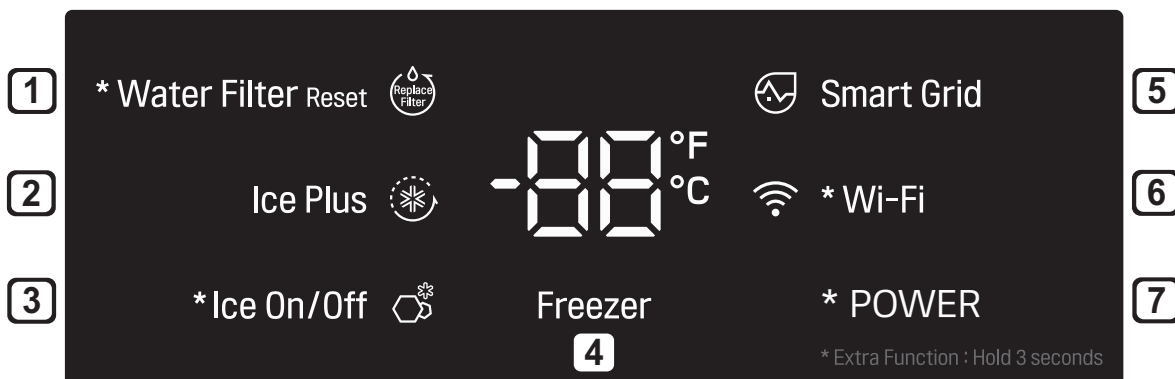 1
* Water Filter Reset
Replace
Filter
2
Ice Plus
3
* Ice On/Off
-88 °F
°C
Freezer
4
Smart Grid
5
* Wi-Fi
6
* POWER
7
* Extra Function : Hold 3 seconds